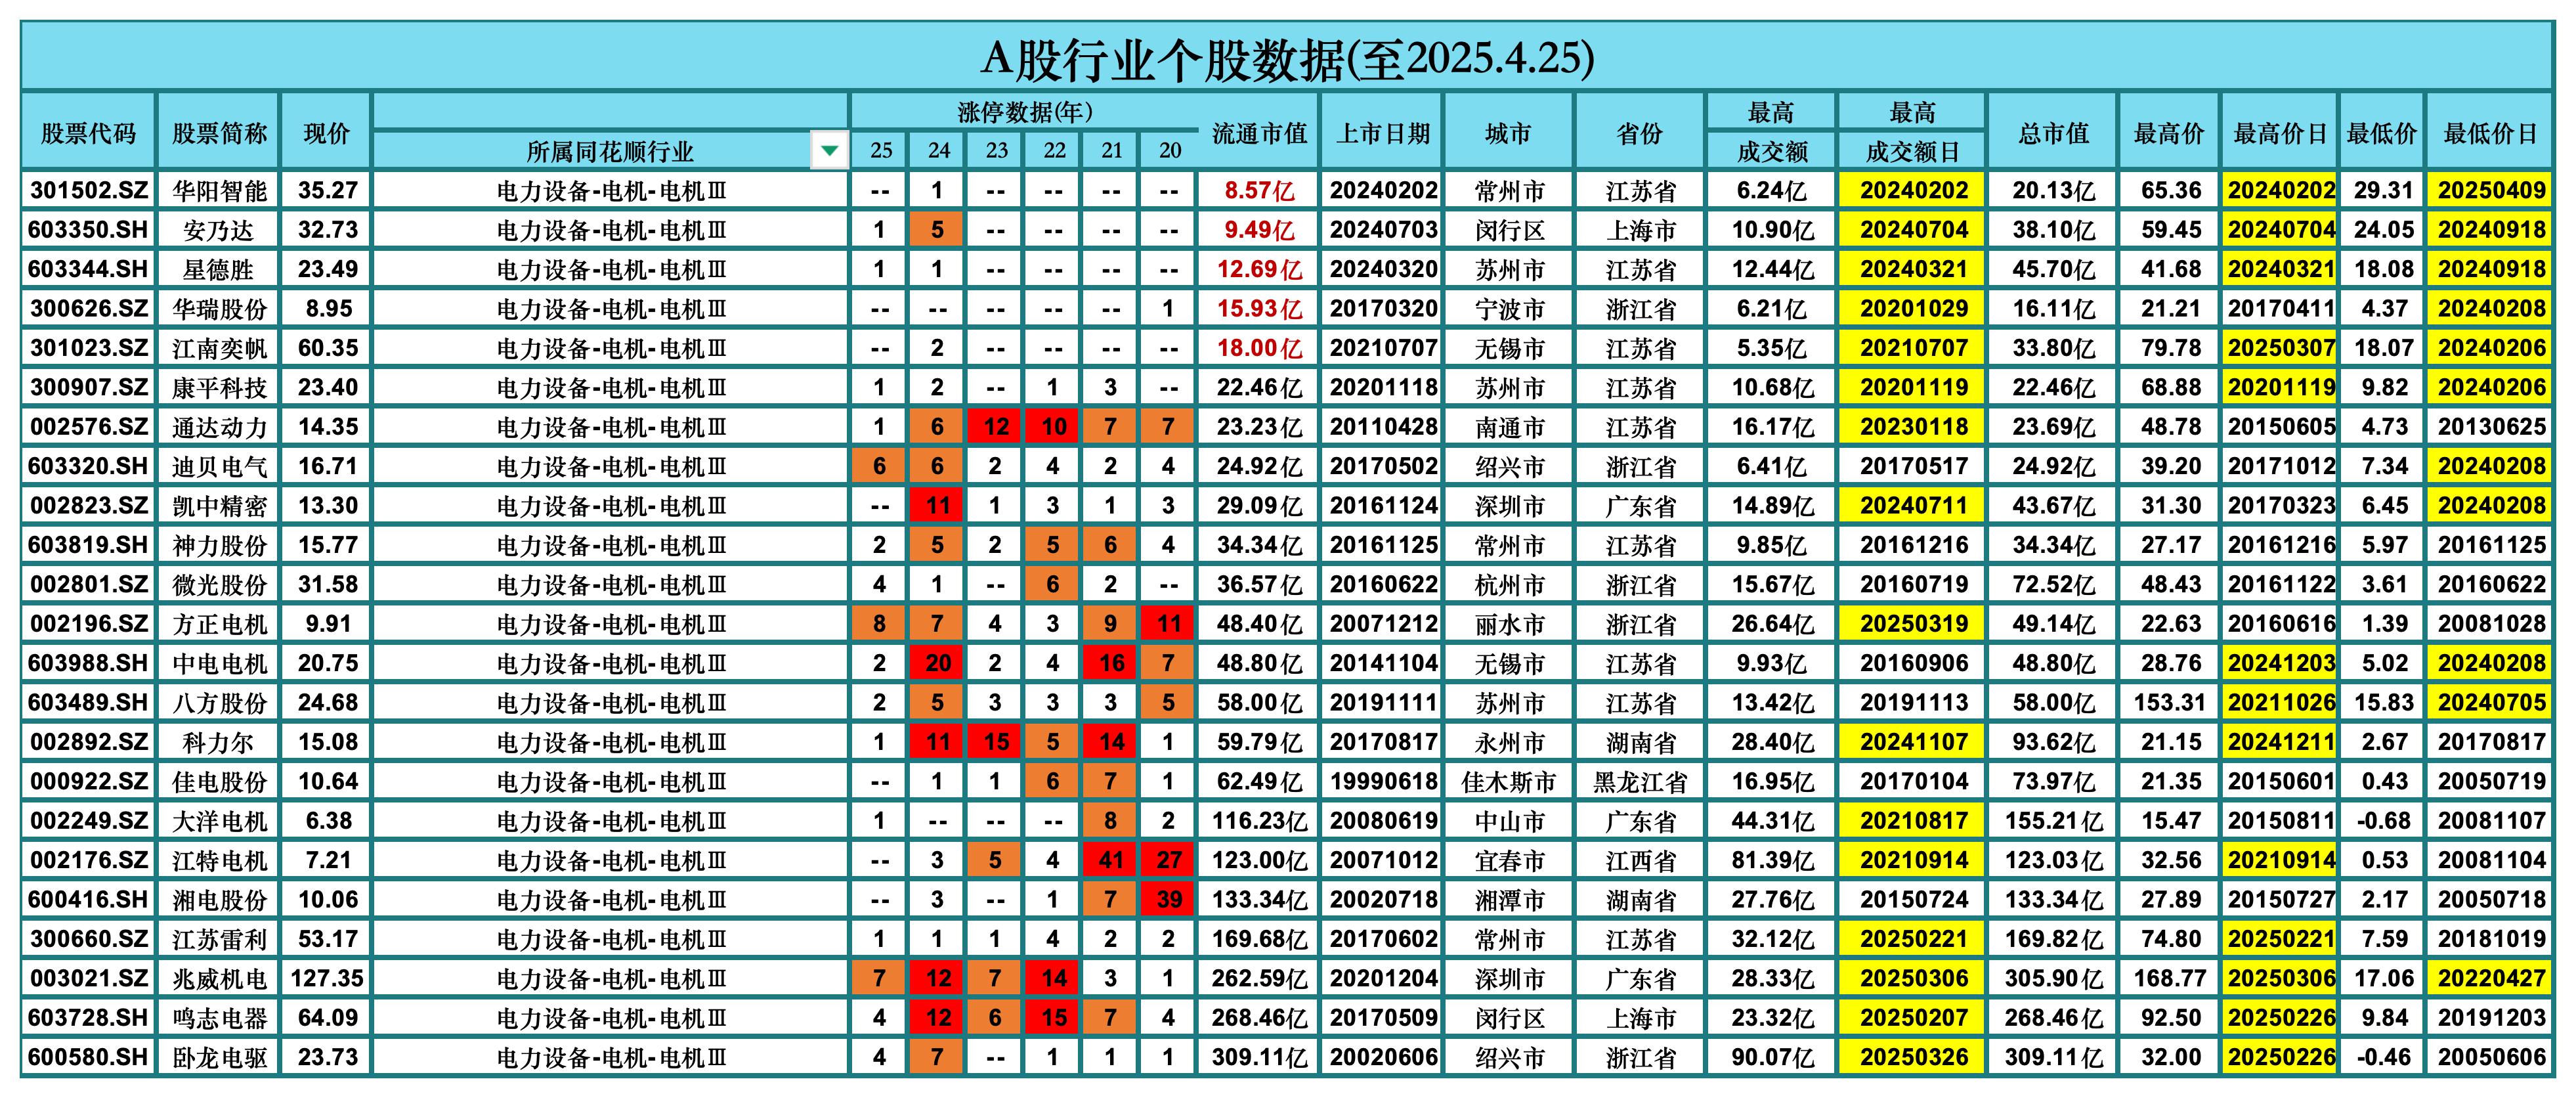 A股行业个股数据(至2025.4.25)
股票代码 股票简称 现价 所属同花顺行业 涨停数据(年) 25 24 23 22 21 20 流通市值 上市日期 城市 省份 最高成交额 最高成交额日 总市值 最高价 最高价日 最低价 最低价日
301502.SZ 华阳智能 35.27 电力设备-电机-电机Ⅲ -- 1 -- -- -- -- 8.57亿 20240202 常州市 江苏省 6.24亿 20240202 20.13亿 65.36 20240202 29.31 20250409
603350.SH 安乃达 32.73 电力设备-电机-电机Ⅲ 1 5 -- -- -- -- 9.49亿 20240703 闵行区 上海市 10.90亿 20240704 38.10亿 59.45 20240704 24.05 20240918
603344.SH 星德胜 23.49 电力设备-电机-电机Ⅲ 1 1 -- -- -- -- 12.69亿 20240320 苏州市 江苏省 12.44亿 20240321 45.70亿 41.68 20240321 18.08 20240918
300626.SZ 华瑞股份 8.95 电力设备-电机-电机Ⅲ -- -- -- -- -- 1 15.93亿 20170320 宁波市 浙江省 6.21亿 20201029 16.11亿 21.21 20170411 4.37 20240208
301023.SZ 江南奕帆 60.35 电力设备-电机-电机Ⅲ -- 2 -- -- -- -- 18.00亿 20210707 无锡市 江苏省 5.35亿 20210707 33.80亿 79.78 20250307 18.07 20240206
300907.SZ 康平科技 23.40 电力设备-电机-电机Ⅲ 1 2 -- 1 3 -- 22.46亿 20201118 苏州市 江苏省 10.68亿 20201119 22.46亿 68.88 20201119 9.82 20240206
002576.SZ 通达动力 14.35 电力设备-电机-电机Ⅲ 1 6 12 10 7 7 23.23亿 20110428 南通市 江苏省 16.17亿 20230118 23.69亿 48.78 20150605 4.73 20130625
603320.SH 迪贝电气 16.71 电力设备-电机-电机Ⅲ 6 6 2 4 2 4 24.92亿 20170502 绍兴市 浙江省 6.41亿 20170517 24.92亿 39.20 20171012 7.34 20240208
002823.SZ 凯中精密 13.30 电力设备-电机-电机Ⅲ -- 11 1 3 1 3 29.09亿 20161124 深圳市 广东省 14.89亿 20240711 43.67亿 31.30 20170323 6.45 20240208
603819.SH 神力股份 15.77 电力设备-电机-电机Ⅲ 2 5 2 5 6 4 34.34亿 20161125 常州市 江苏省 9.85亿 20161216 34.34亿 27.17 20161216 5.97 20161125
002801.SZ 微光股份 31.58 电力设备-电机-电机Ⅲ 4 1 -- 6 2 -- 36.57亿 20160622 杭州市 浙江省 15.67亿 20160719 72.52亿 48.43 20161122 3.61 20160622
002196.SZ 方正电机 9.91 电力设备-电机-电机Ⅲ 8 7 4 3 9 11 48.40亿 20071212 丽水市 浙江省 26.64亿 20250319 49.14亿 22.63 20160616 1.39 20081028
603988.SH 中电电机 20.75 电力设备-电机-电机Ⅲ 2 20 2 4 16 7 48.80亿 20141104 无锡市 江苏省 9.93亿 20160906 48.80亿 28.76 20241203 5.02 20240208
603489.SH 八方股份 24.68 电力设备-电机-电机Ⅲ 2 5 3 3 3 5 58.00亿 20191111 苏州市 江苏省 13.42亿 20191113 58.00亿 153.31 20211026 15.83 20240705
002892.SZ 科力尔 15.08 电力设备-电机-电机Ⅲ 1 11 15 5 14 1 59.79亿 20170817 永州市 湖南省 28.40亿 20241107 93.62亿 21.15 20241211 2.67 20170817
000922.SZ 佳电股份 10.64 电力设备-电机-电机Ⅲ -- 1 1 6 7 1 62.49亿 19990618 佳木斯市 黑龙江省 16.95亿 20170104 73.97亿 21.35 20150601 0.43 20050719
002249.SZ 大洋电机 6.38 电力设备-电机-电机Ⅲ 1 -- -- -- 8 2 116.23亿 20080619 中山市 广东省 44.31亿 20210817 155.21亿 15.47 20150811 -0.68 20081107
002176.SZ 江特电机 7.21 电力设备-电机-电机Ⅲ -- 3 5 4 41 27 123.00亿 20071012 宜春市 江西省 81.39亿 20210914 123.03亿 32.56 20210914 0.53 20081104
600416.SH 湘电股份 10.06 电力设备-电机-电机Ⅲ -- 3 -- 1 7 39 133.34亿 20020718 湘潭市 湖南省 27.76亿 20150724 133.34亿 27.89 20150727 2.17 20050718
300660.SZ 江苏雷利 53.17 电力设备-电机-电机Ⅲ 1 1 1 4 2 2 169.68亿 20170602 常州市 江苏省 32.12亿 20250221 169.82亿 74.80 20250221 7.59 20181019
003021.SZ 兆威机电 127.35 电力设备-电机-电机Ⅲ 7 12 7 14 3 1 262.59亿 20201204 深圳市 广东省 28.33亿 20250306 305.90亿 168.77 20250306 17.06 20220427
603728.SH 鸣志电器 64.09 电力设备-电机-电机Ⅲ 4 12 6 15 7 4 268.46亿 20170509 闵行区 上海市 23.32亿 20250207 268.46亿 92.50 20250226 9.84 20191203
600580.SH 卧龙电驱 23.73 电力设备-电机-电机Ⅲ 4 7 -- 1 1 1 309.11亿 20020606 绍兴市 浙江省 90.07亿 20250326 309.11亿 32.00 20250226 -0.46 20050606